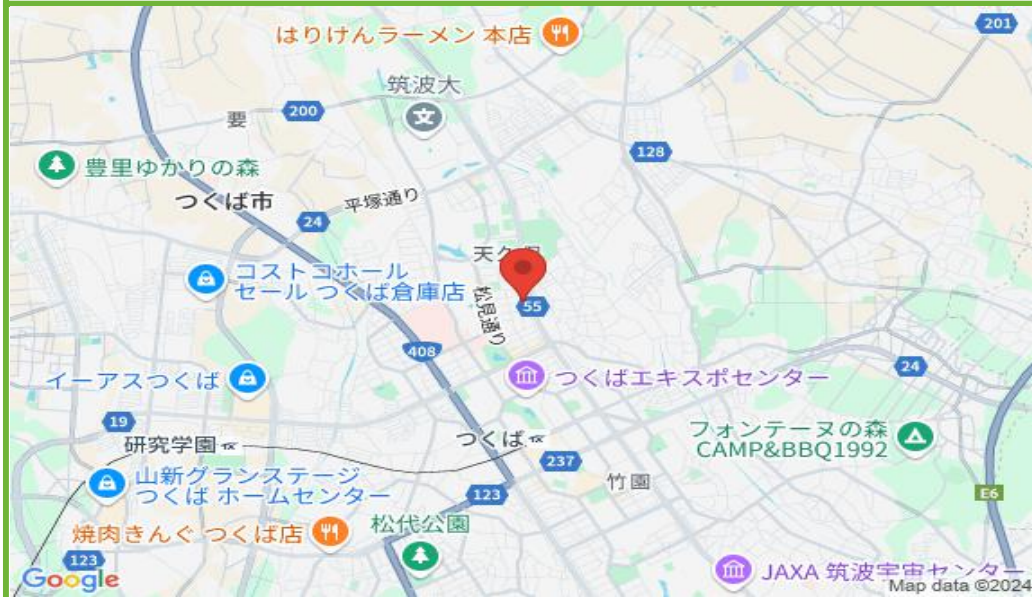 201
はりけんラーメン 本店
筑波大
文
200
要
128
豊里ゆかりの森
つくば市
平塚通り
24
天久
コストコホール
セール つくば倉庫店
松見通り
55
408
24
イーアスつくば
つくばエキスポセンター
19
フォンテーヌの森
CAMP&BBQ1992
研究学園
つくば
237
山新グランステージ
つくば ホームセンター
竹園
123
E6
焼肉きんぐ つくば店
松代公園
123
JAXA 筑波宇宙センター
Google
Map data ©2024